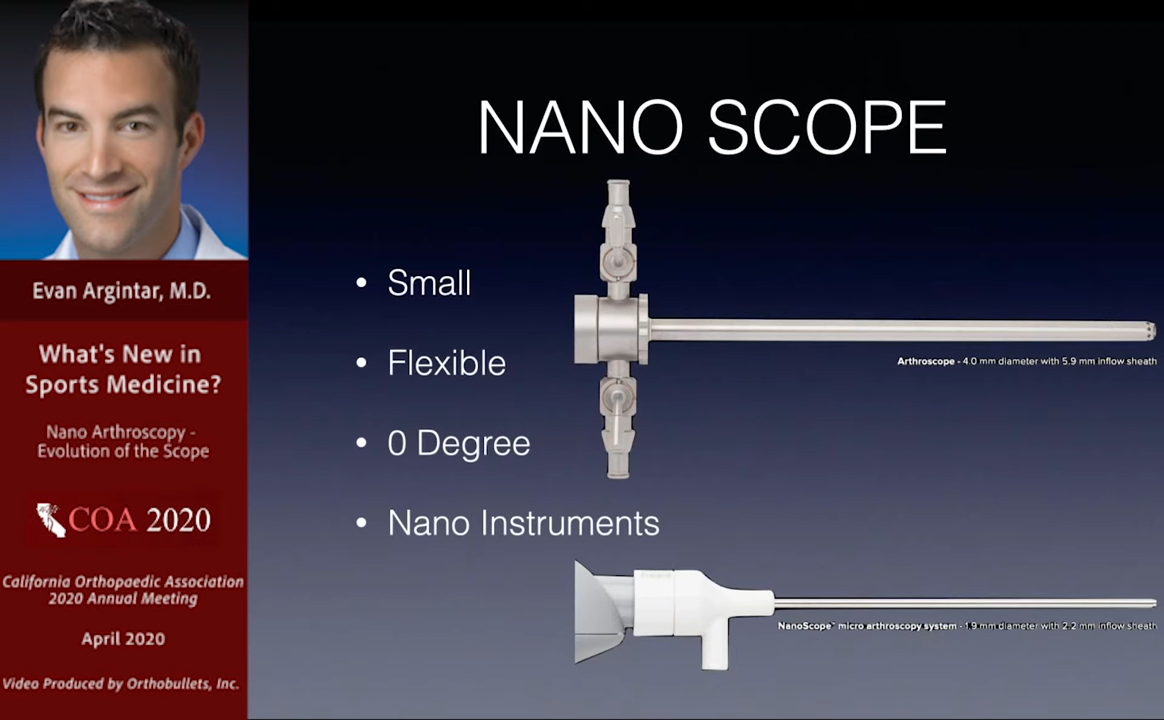 Evan Argintar, M.D.
What's New in
Sports Medicine?
Nano Arthroscopy -
Evolution of the Scope
COA 2020
California Orthopaedic Association
2020 Annual Meeting
April 2020
Video Produced by Orthobullets, Inc.
NANO SCOPE
• Small
• Flexible
• 0 Degree
• Nano Instruments
Arthroscope - 4.0 mm diameter with 5.9 mm inflow sheath
NanoScope™ micro arthroscopy system - 1.9 mm diameter with 2.2 mm inflow sheath